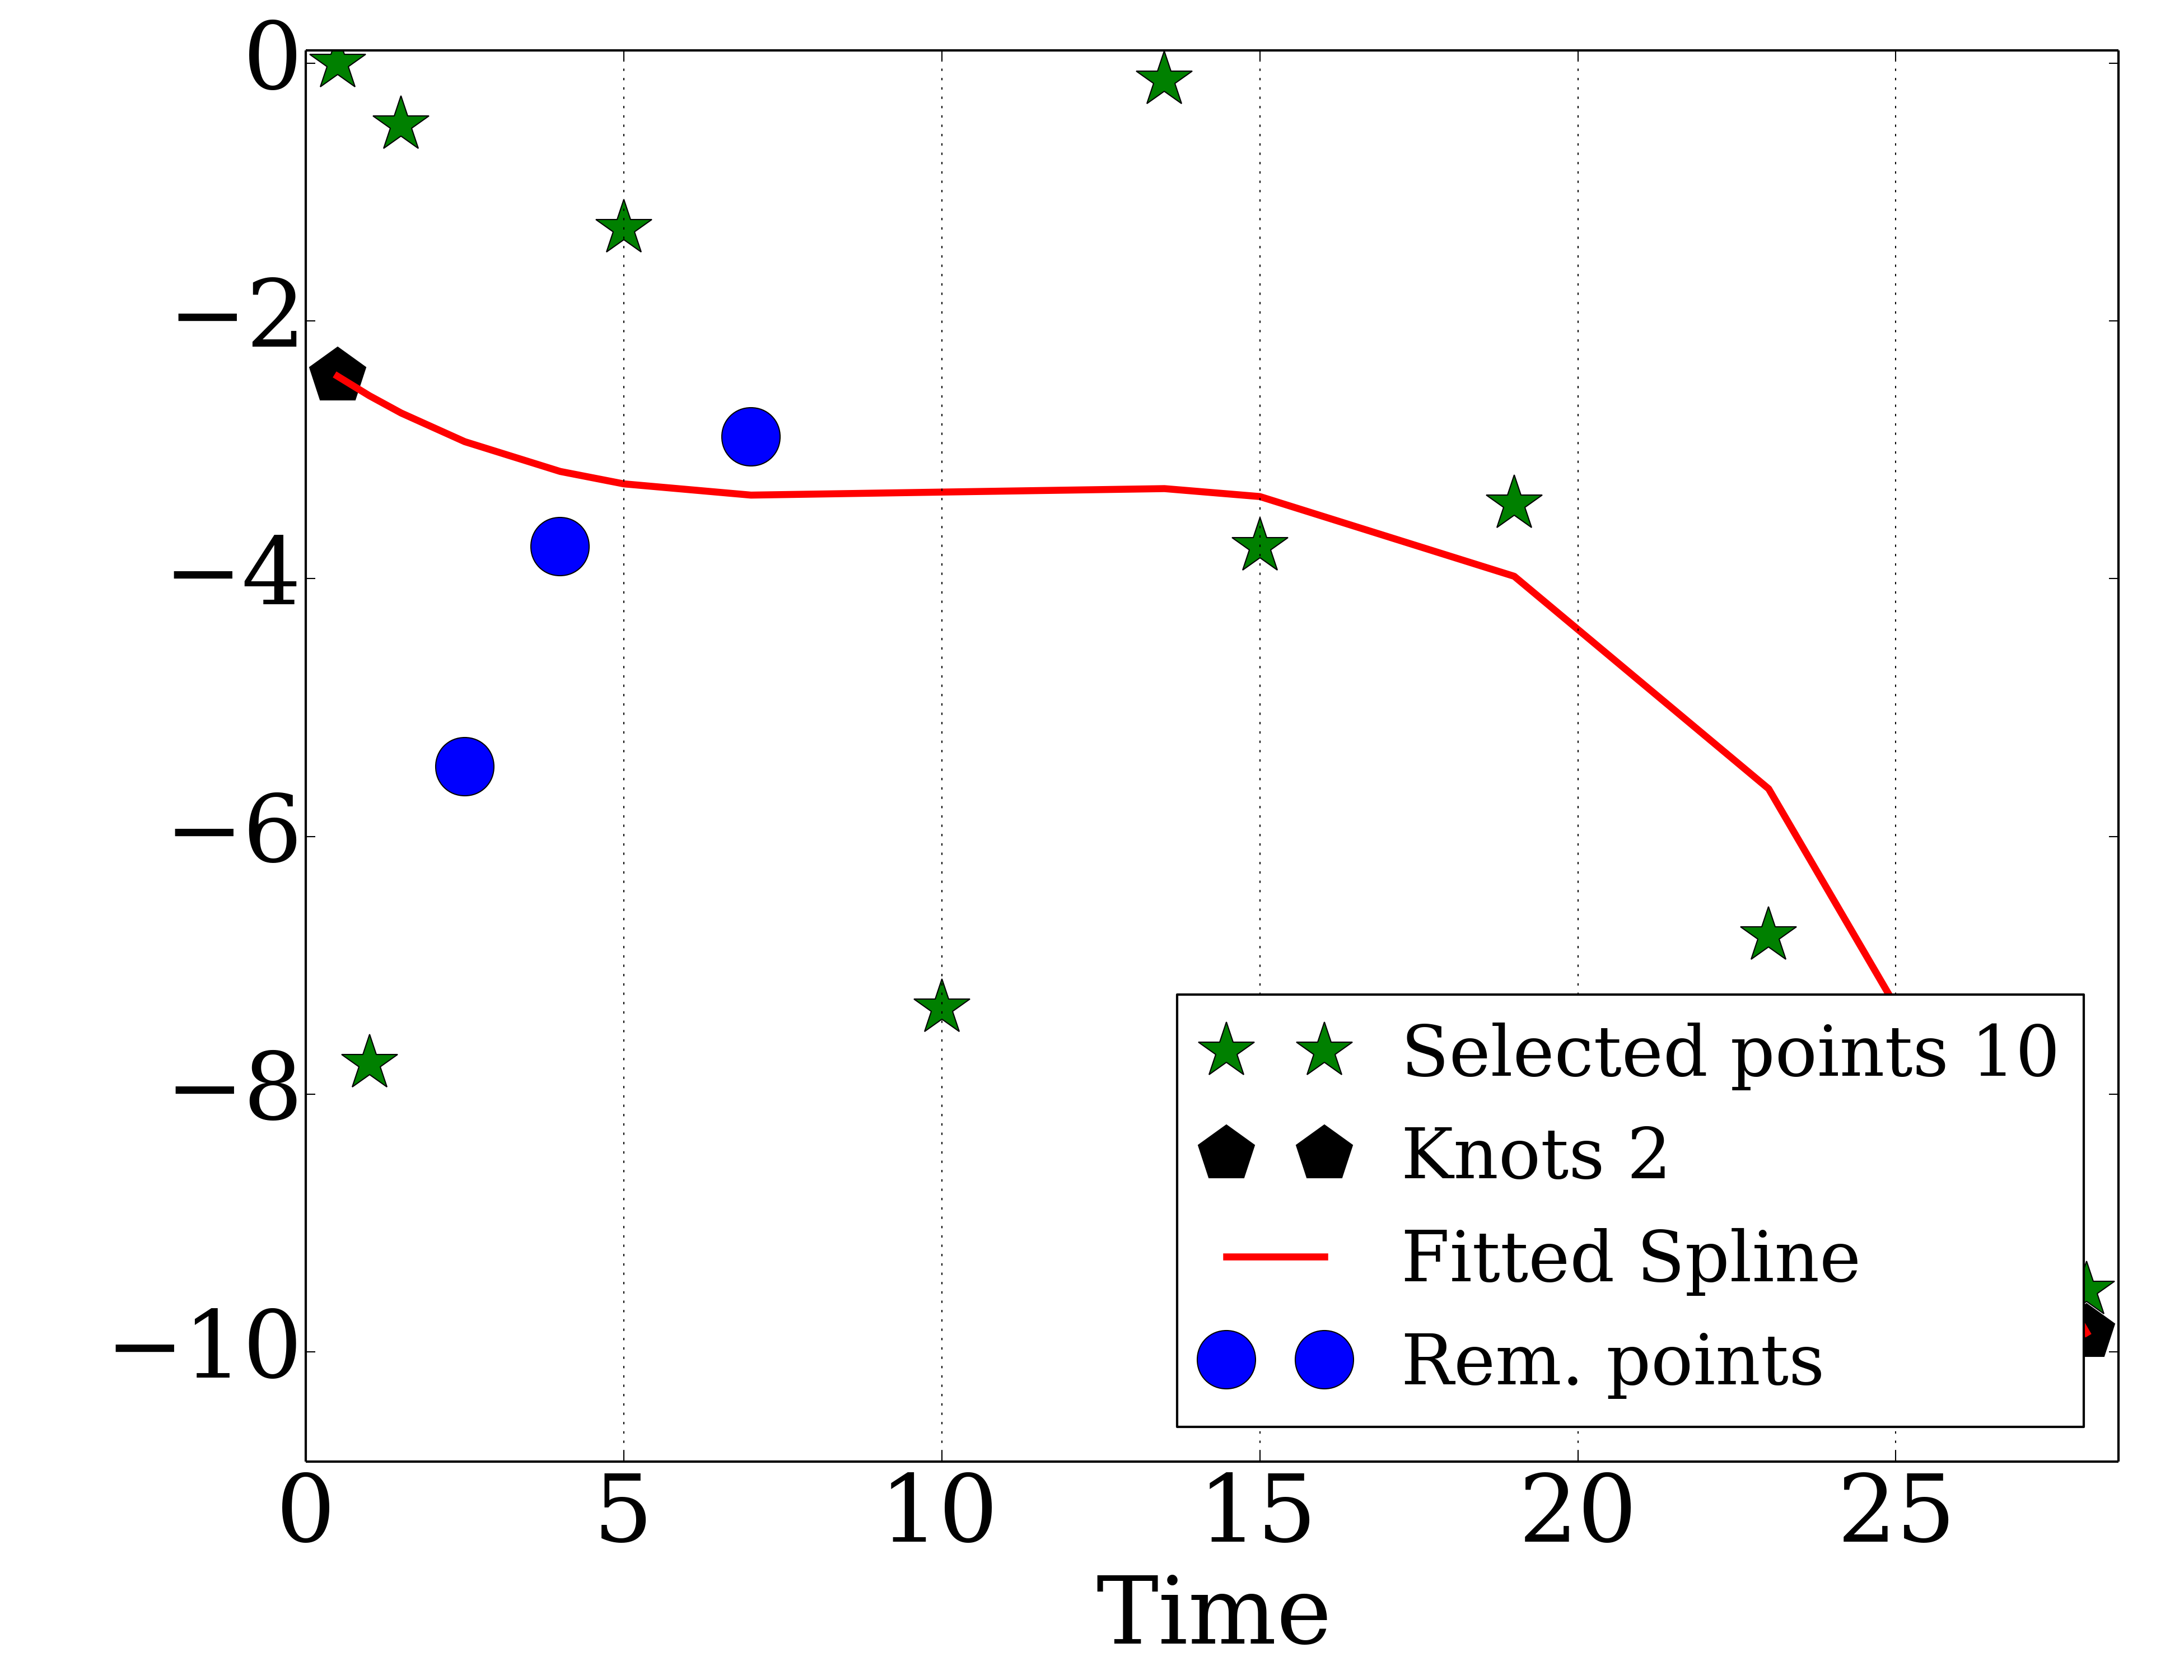 0
−2
−4
−6
−8
−10
Selected points 10
Knots 2
Fitted Spline
Rem. points
0 5 10 15 20 25
Time